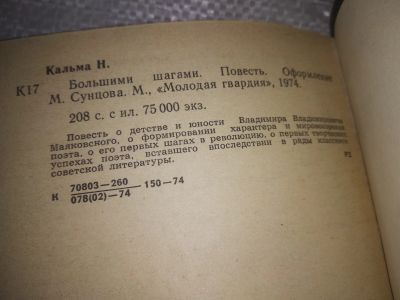 Кальма Н.
К17 Большими шагами. Повесть. Оформление
М. Сунцова. М., «Молодая гвардия», 1974.
208 с. с ил. 75 000 экз.
Повесть о детстве и юности Владимира Владимировича
Маяковского, о формировании характера и мировоззрения
поэта, о его первых шагах в революцию, о первых творческих
успехах поэта, вставшего впоследствии в ряды классиков
советской литературы.
Р2
К 70803—260
078(02)—74 150—74